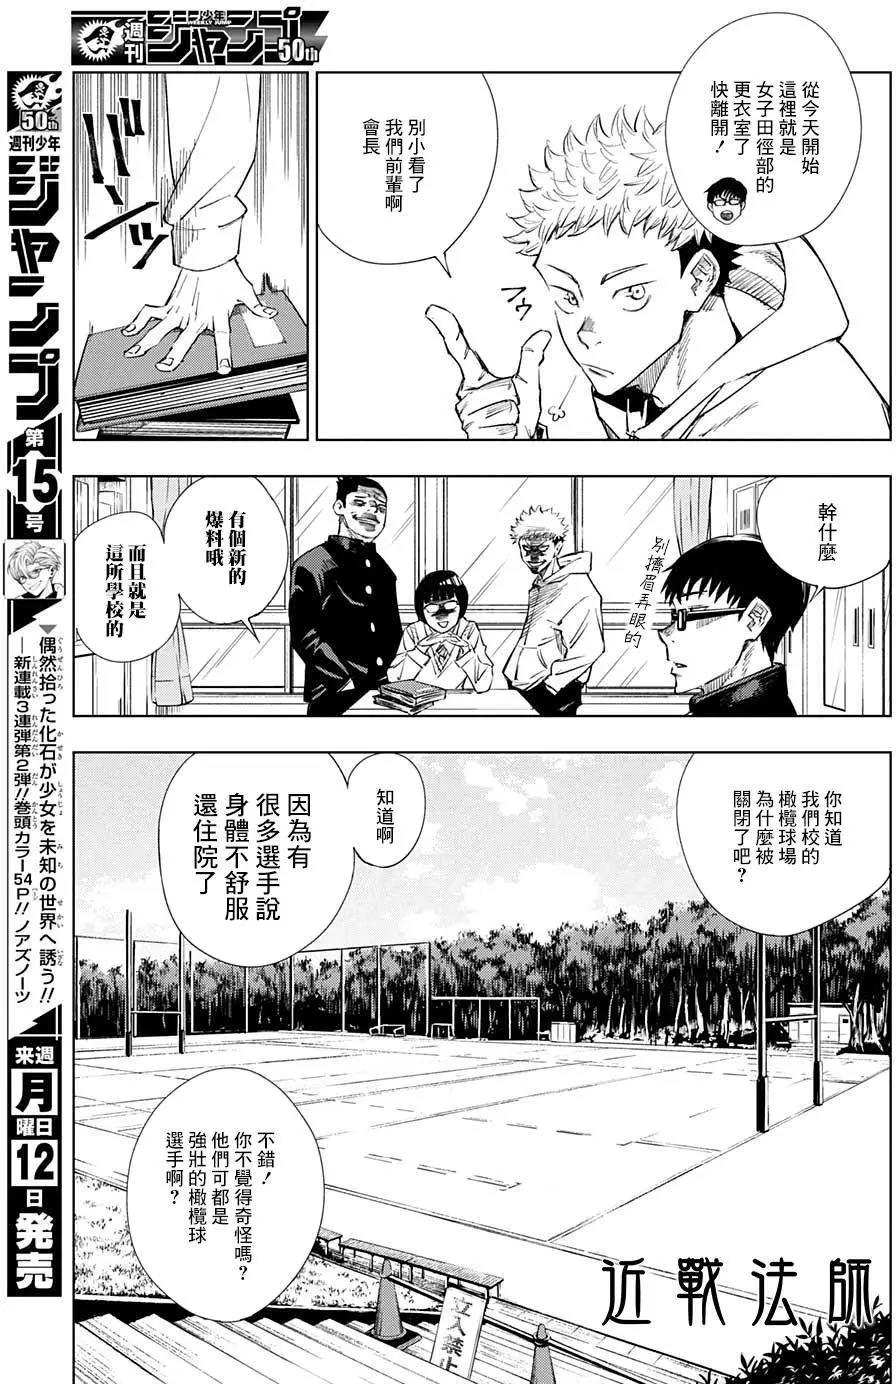 週刊
少年
WEEKLY JUMP
ジャンプ
50th
從今天開始
這裡就是
女子田徑部的
更衣室了
快離開!
別小看了
我們前輩啊
會長
幹什麼
別擠眉弄眼的
有個新的
爆料哦
而且就是
這所學校的
你知道
我們校的
橄欖球場
為什麼被
關閉了吧?
知道啊
因為有
很多選手說
身體不舒服
還住院了
不錯!
你不覺得奇怪嗎?
他們可都是
強壯的橄欖球
選手啊?
立入禁止
近戰法師
50th
週刊少年
ジャンプ
第
15
号
偶然拾った化石が少女を未知の世界へ誘う!!
―新連載3連弾第2弾!!巻頭カラー54P!! ノアズノーツ
来週
月
曜日
12
日
発売